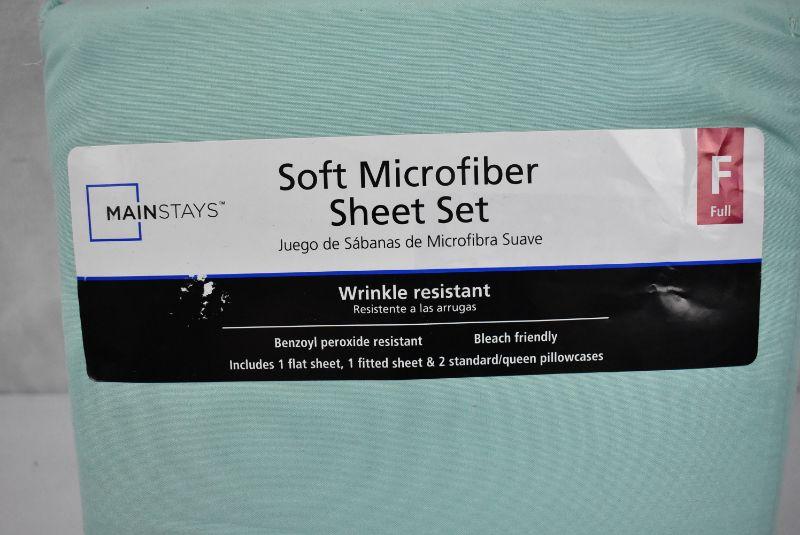 MAINSTAYS™
Soft Microfiber
Sheet Set
Juego de Sábanas de Microfibra Suave
F
Full
Wrinkle resistant
Resistente a las arrugas
Benzoyl peroxide resistant Bleach friendly
Includes 1 flat sheet, 1 fitted sheet & 2 standard/queen pillowcases